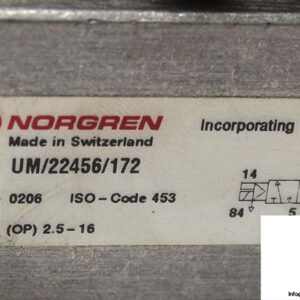 NORGREN Incorporating
Made in Switzerland
UM/22456/172
0206 ISO-Code 453
14
84 5
(OP) 2.5-16